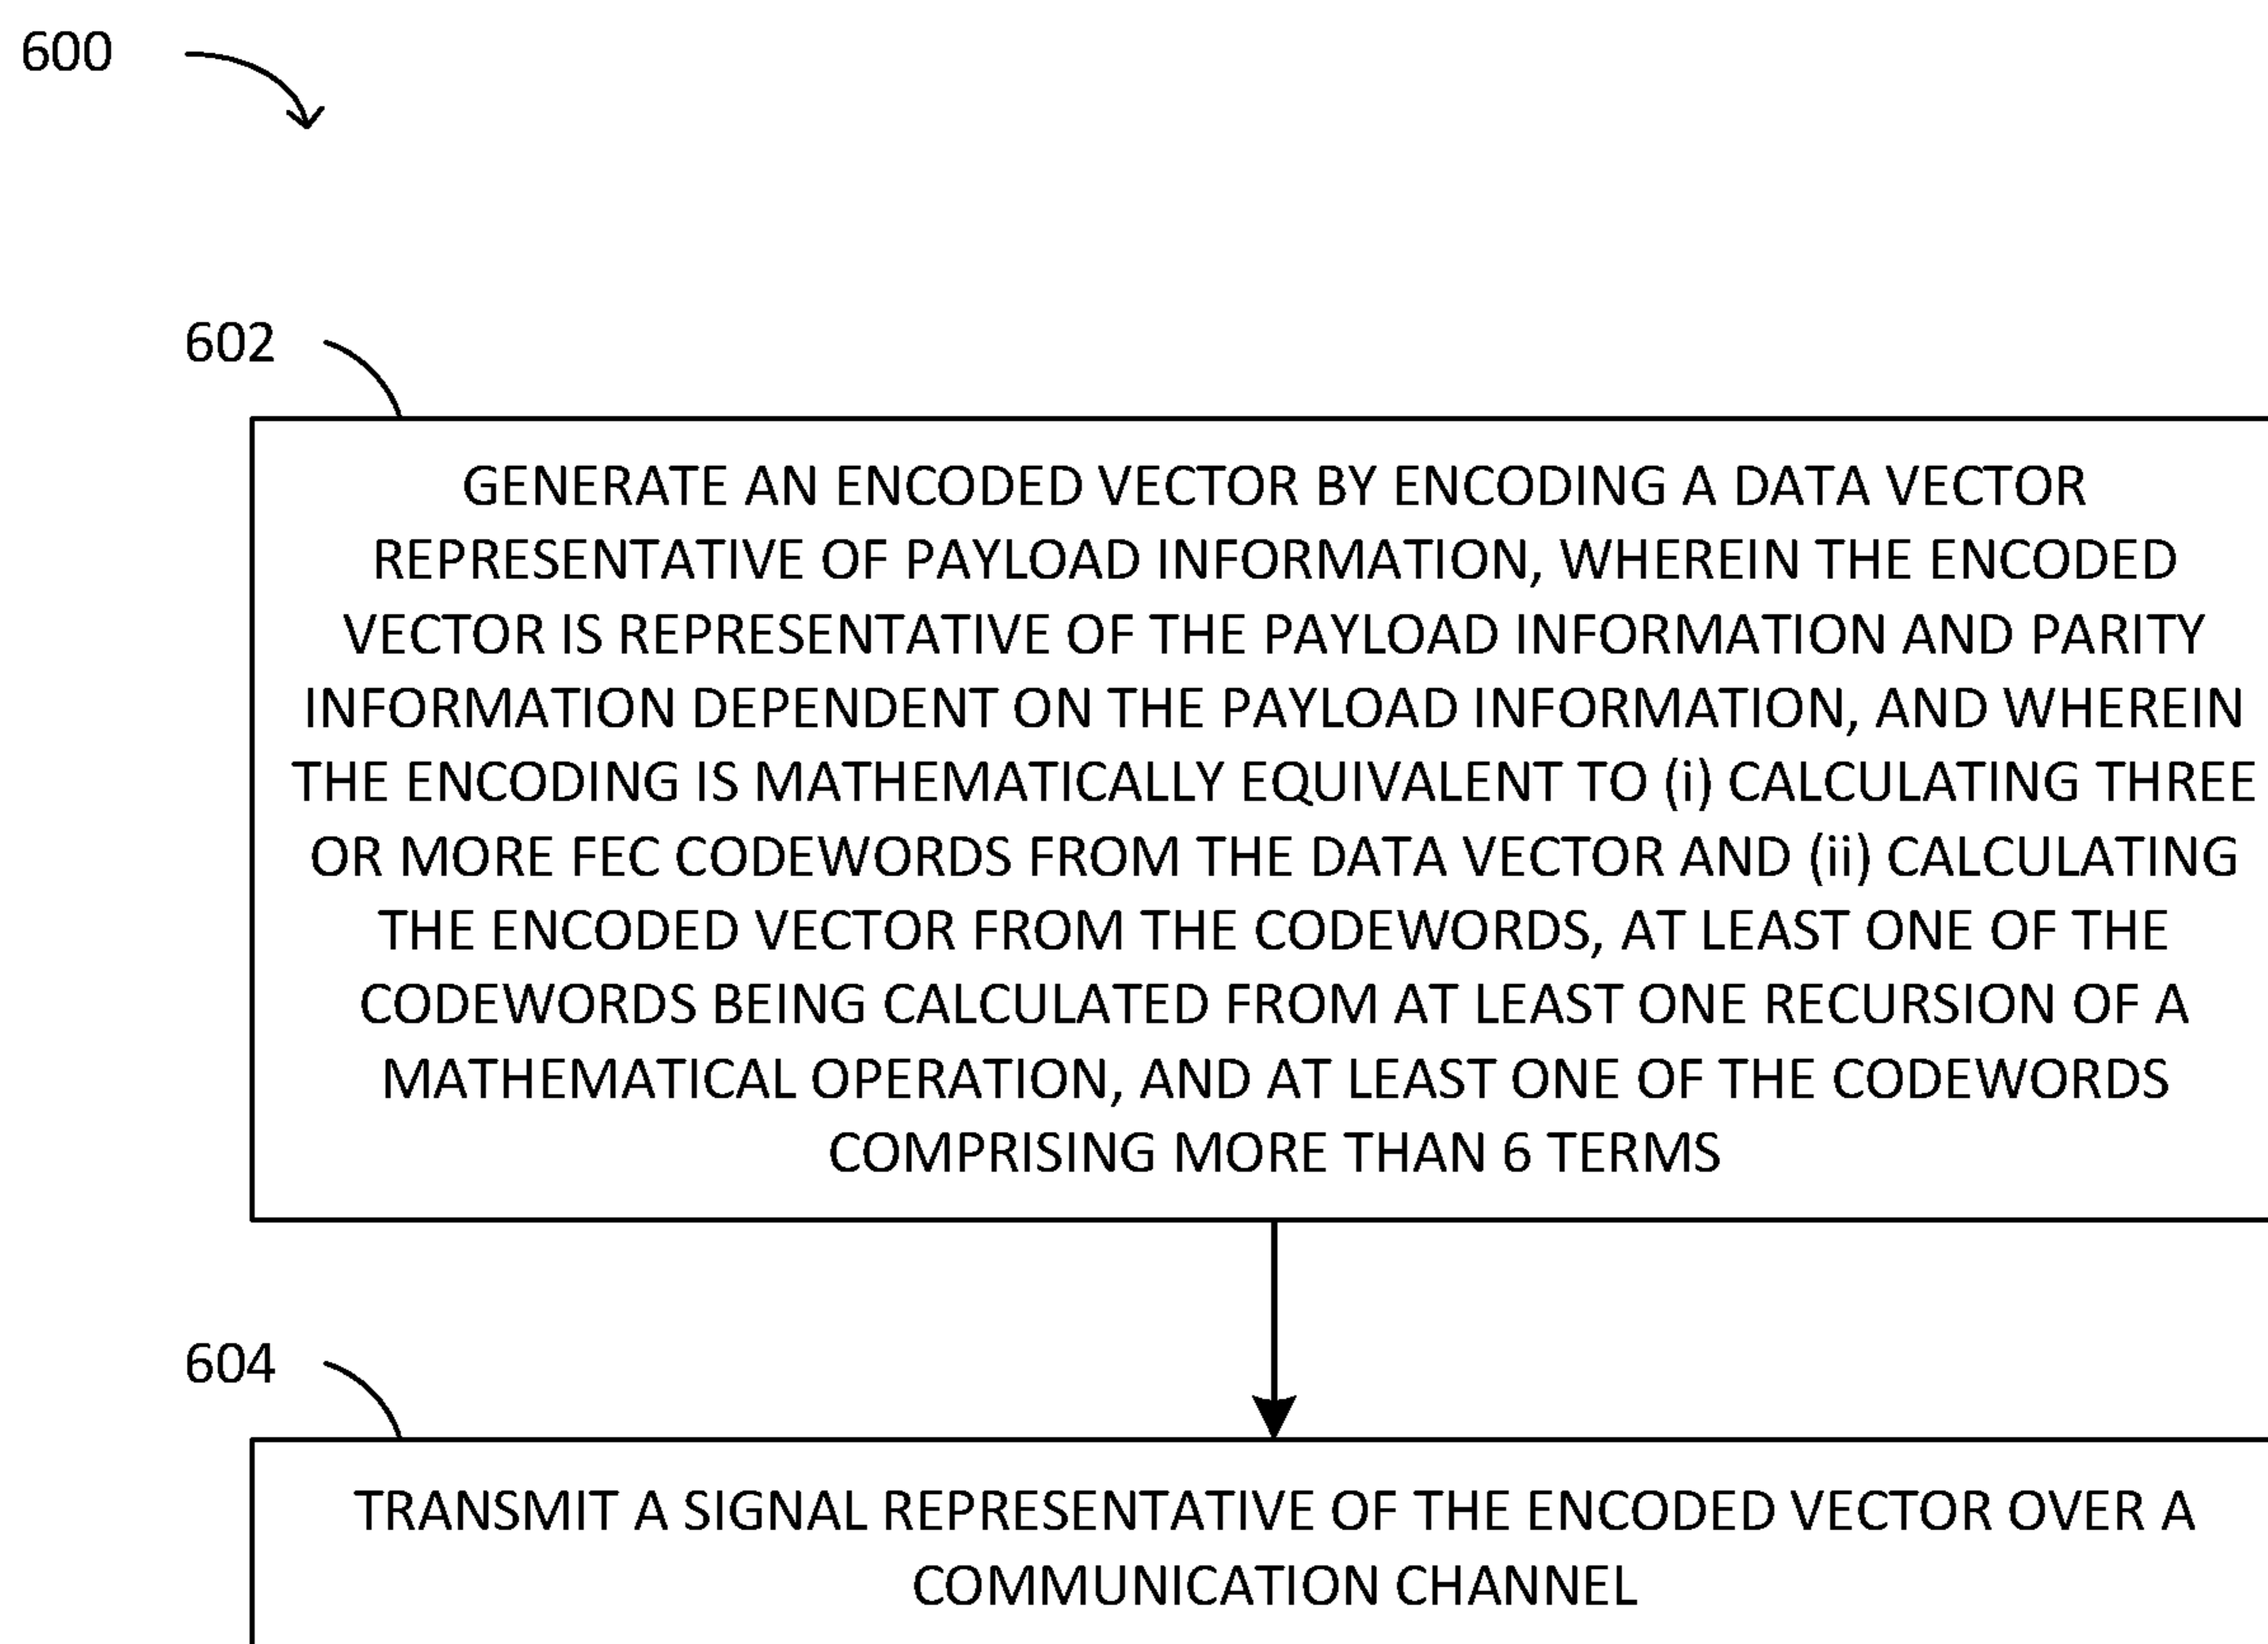 600
602
GENERATE AN ENCODED VECTOR BY ENCODING A DATA VECTOR
REPRESENTATIVE OF PAYLOAD INFORMATION, WHEREIN THE ENCODED
VECTOR IS REPRESENTATIVE OF THE PAYLOAD INFORMATION AND PARITY
INFORMATION DEPENDENT ON THE PAYLOAD INFORMATION, AND WHEREIN
THE ENCODING IS MATHEMATICALLY EQUIVALENT TO (i) CALCULATING THREE
OR MORE FEC CODEWORDS FROM THE DATA VECTOR AND (ii) CALCULATING
THE ENCODED VECTOR FROM THE CODEWORDS, AT LEAST ONE OF THE
CODEWORDS BEING CALCULATED FROM AT LEAST ONE RECURSION OF A
MATHEMATICAL OPERATION, AND AT LEAST ONE OF THE CODEWORDS
COMPRISING MORE THAN 6 TERMS
604
TRANSMIT A SIGNAL REPRESENTATIVE OF THE ENCODED VECTOR OVER A
COMMUNICATION CHANNEL